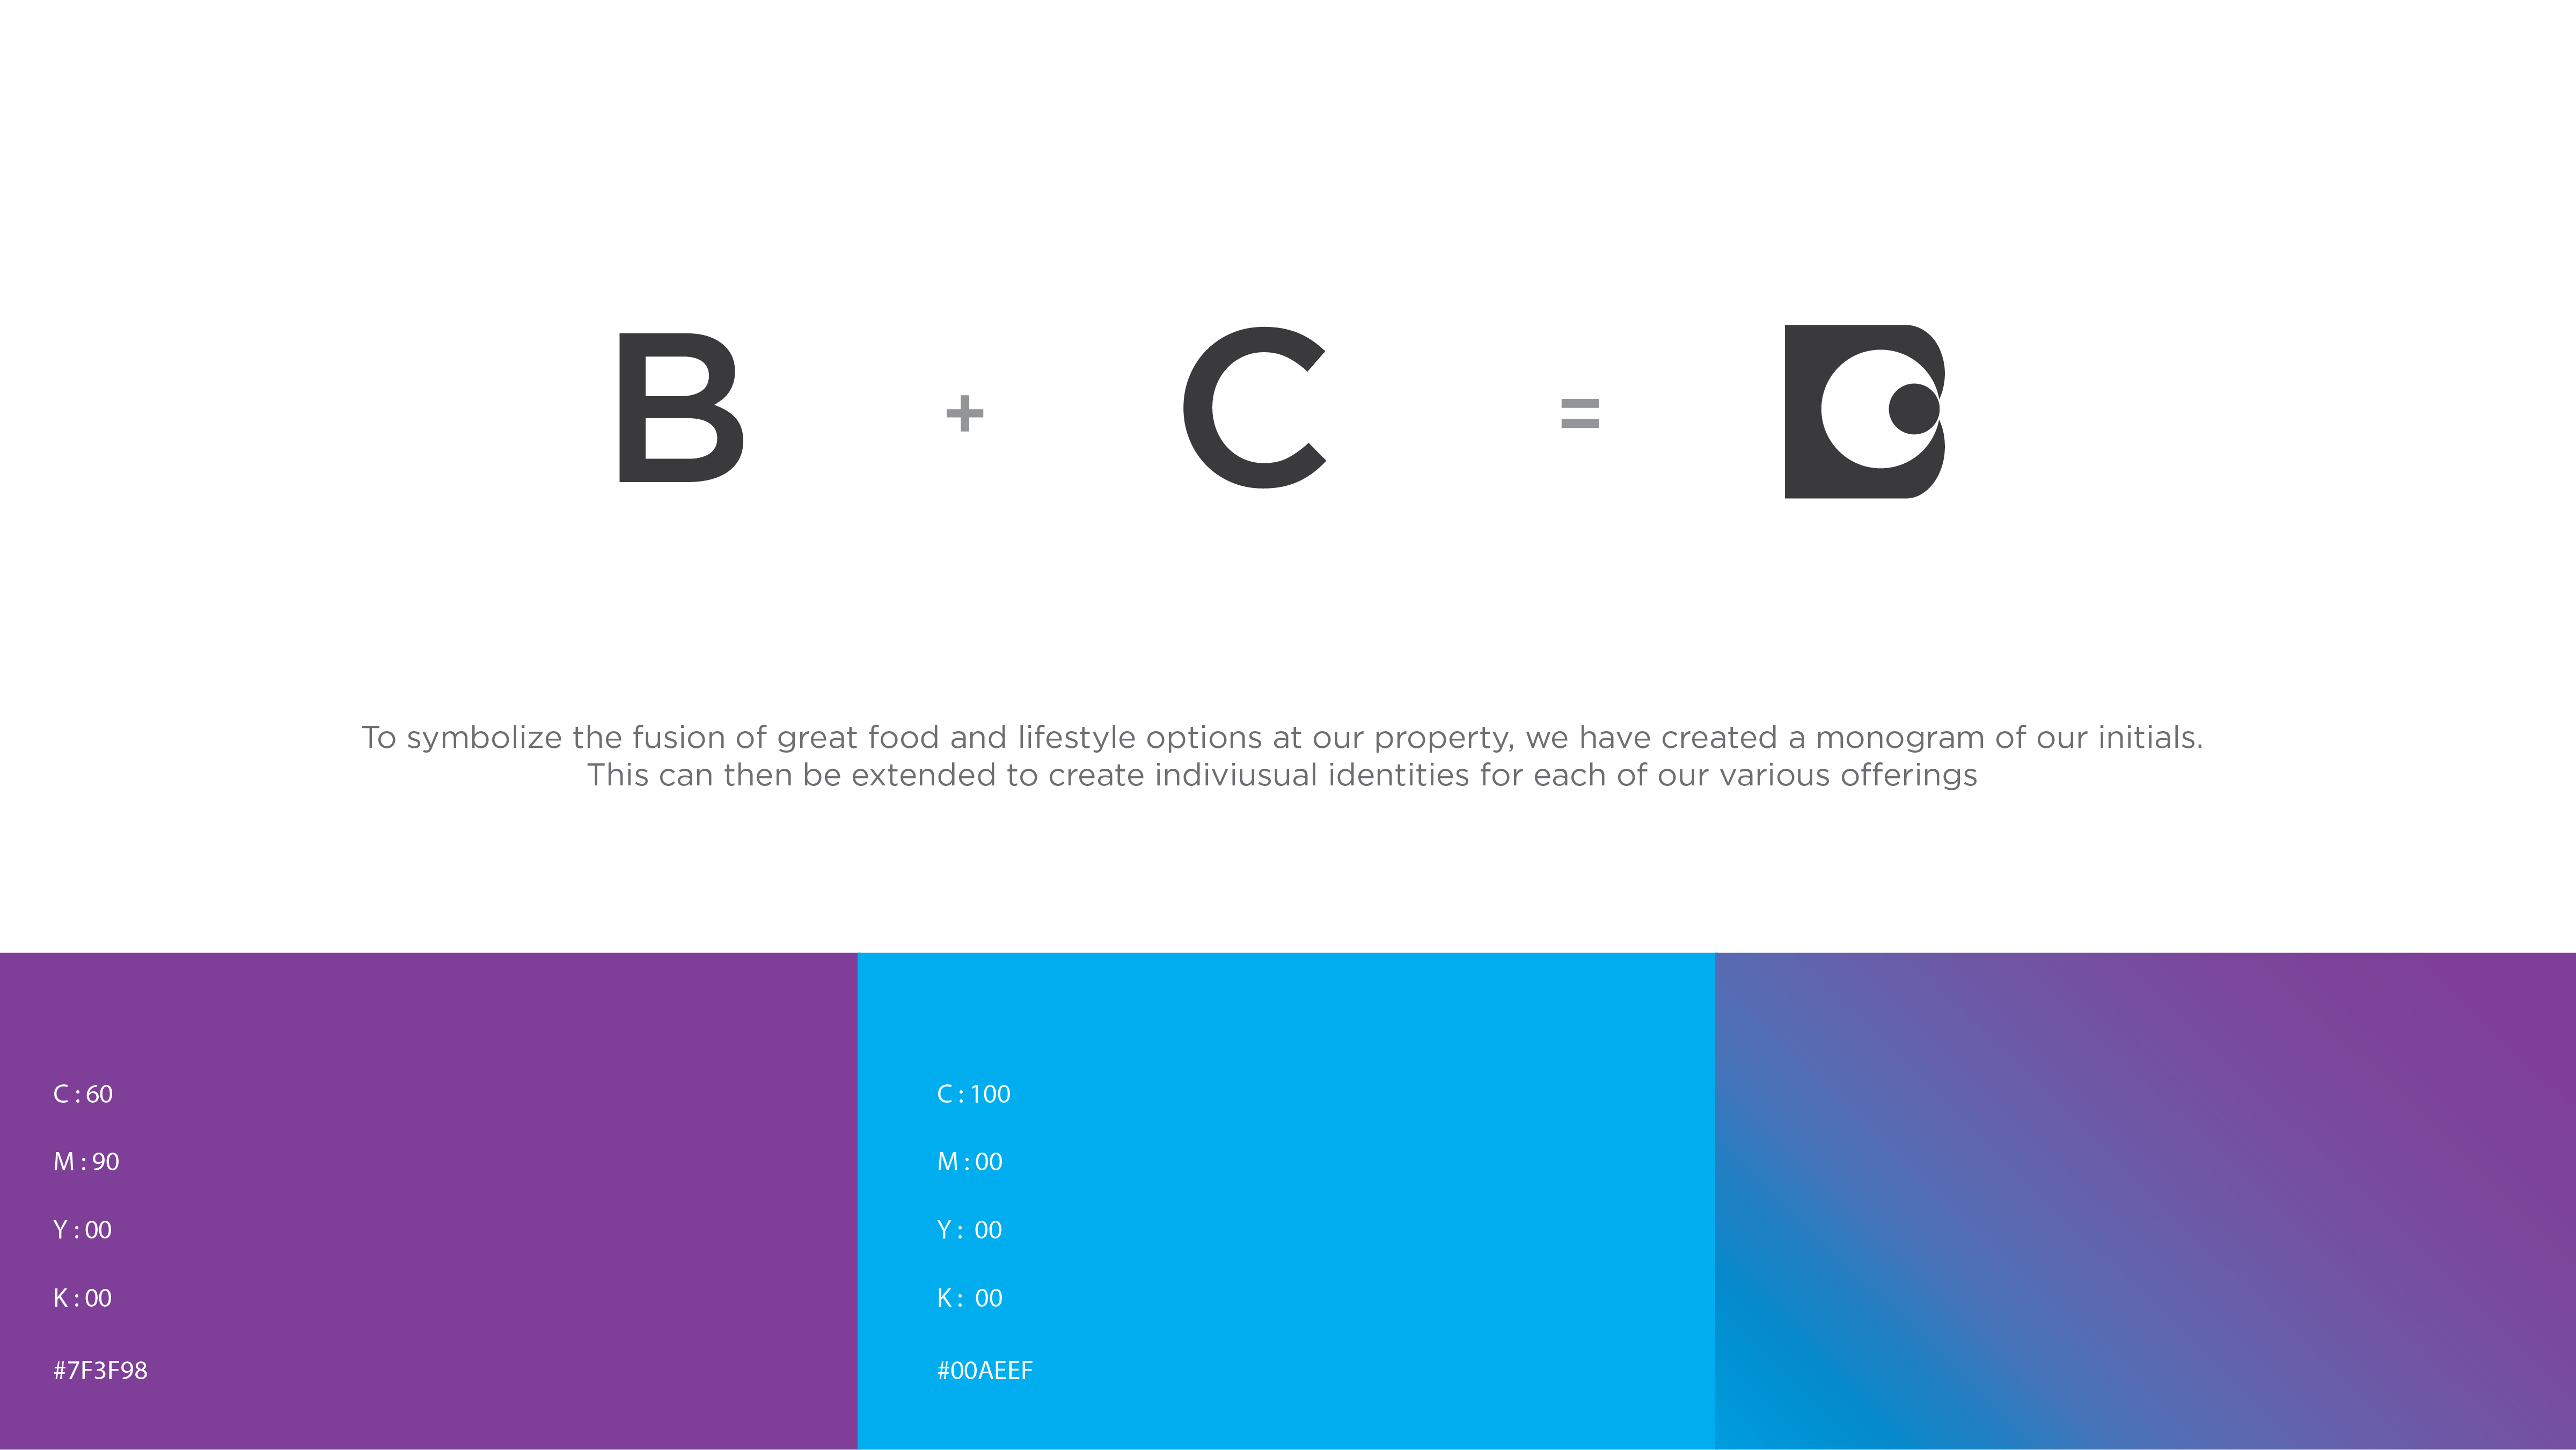 B + C =
To symbolize the fusion of great food and lifestyle options at our property, we have created a monogram of our initials.
This can then be extended to create indiviusual identities for each of our various offerings
C : 60
M : 90
Y : 00
K : 00
#7F3F98
C : 100
M : 00
Y :  00
K :  00
#00AEEF